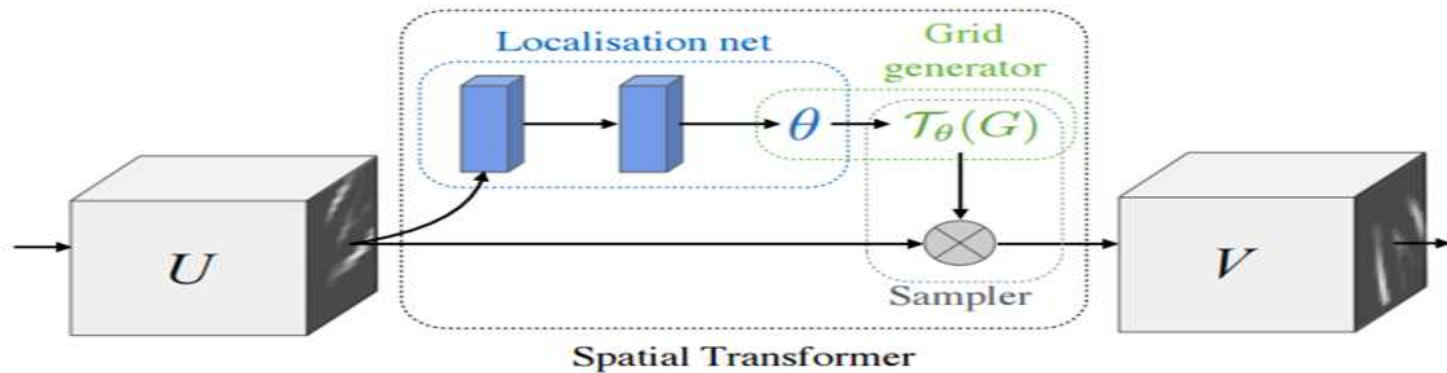 Localisation net
Grid
generator
θ
𝒯θ(G)
U
V
Sampler
Spatial Transformer